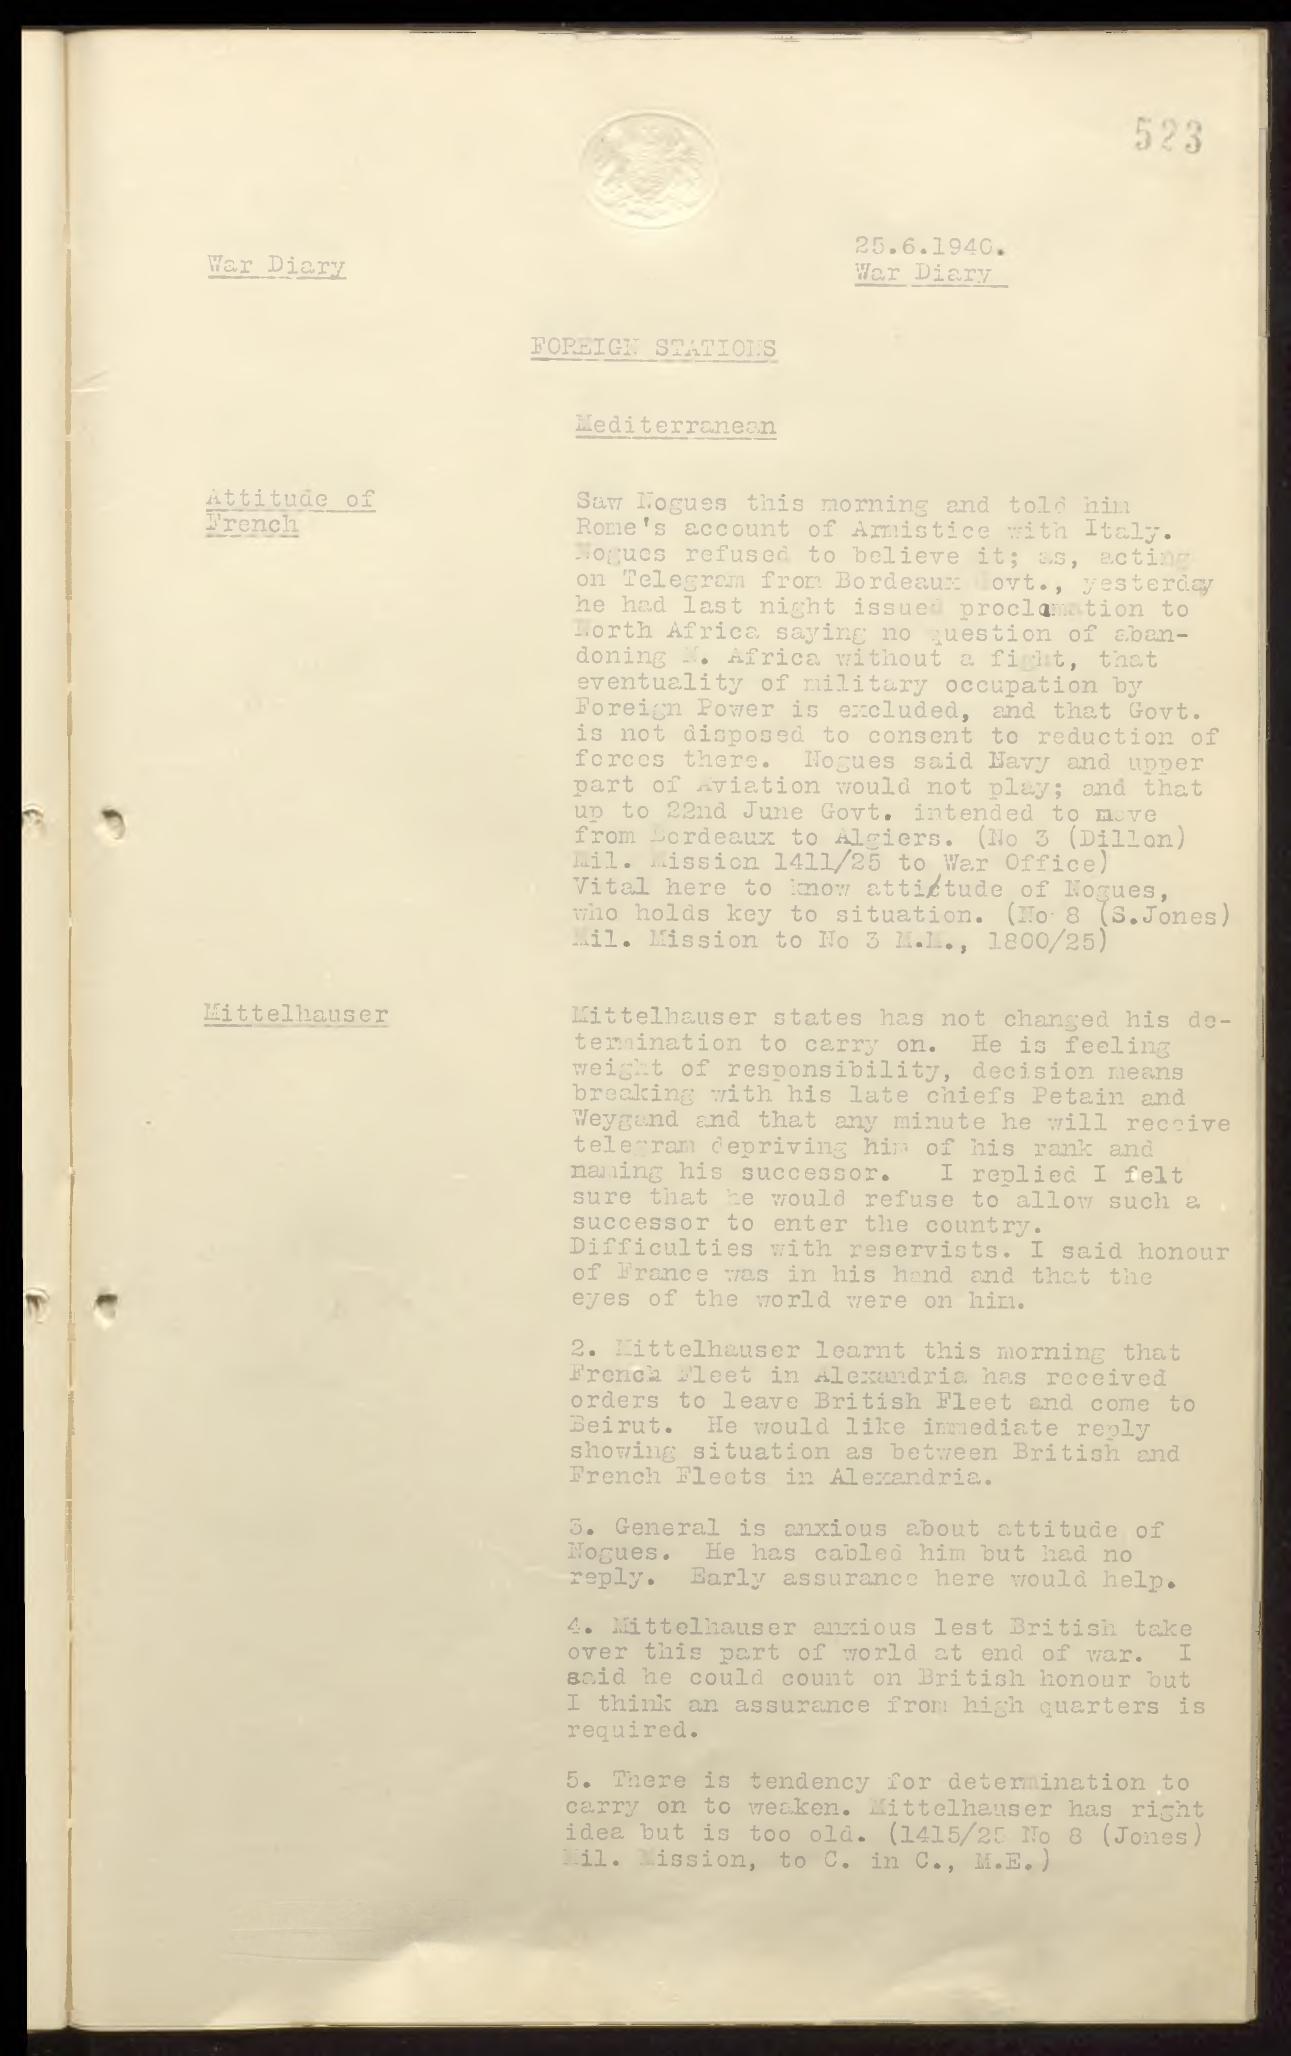 523
25.6.1940.
War Diary
War Diary
FOREIGN STATIONS
Mediterranean
Attitude of
French
Saw Nogues this morning and told him
Rome's account of Armistice with Italy.
Nogues refused to believe it; as, acting
on Telegram from Bordeaux Govt., yesterday
he had last night issued proclamation to
North Africa saying no question of aban-
doning N. Africa without a fight, that
eventuality of military occupation by
Foreign Power is excluded, and that Govt.
is not disposed to consent to reduction of
forces there. Nogues said Navy and upper
part of Aviation would not play; and that
up to 22nd June Govt. intended to move
from Bordeaux to Algiers. (No 3 (Dillon)
Mil. Mission 1411/25 to War Office)
Vital here to know attitude of Nogues,
who holds key to situation. (No 8 (S.Jones)
Mil. Mission to No 3 M.M., 1800/25)
Mittelhauser
Mittelhauser states has not changed his de-
termination to carry on. He is feeling
weight of responsibility, decision means
breaking with his late chiefs Petain and
Weygand and that any minute he will receive
telegram depriving him of his rank and
naming his successor. I replied I felt
sure that he would refuse to allow such a
successor to enter the country.
Difficulties with reservists. I said honour
of France was in his hand and that the
eyes of the world were on him.
2. Mittelhauser learnt this morning that
French Fleet in Alexandria has received
orders to leave British Fleet and come to
Beirut. He would like immediate reply
showing situation as between British and
French Fleets in Alexandria.
3. General is anxious about attitude of
Nogues. He has cabled him but had no
reply. Early assurance here would help.
4. Mittelhauser anxious lest British take
over this part of world at end of war. I
said he could count on British honour but
I think an assurance from high quarters is
required.
5. There is tendency for determination to
carry on to weaken. Mittelhauser has right
idea but is too old. (1415/25 No 8 (Jones)
Mil. Mission, to C. in C., M.E.)